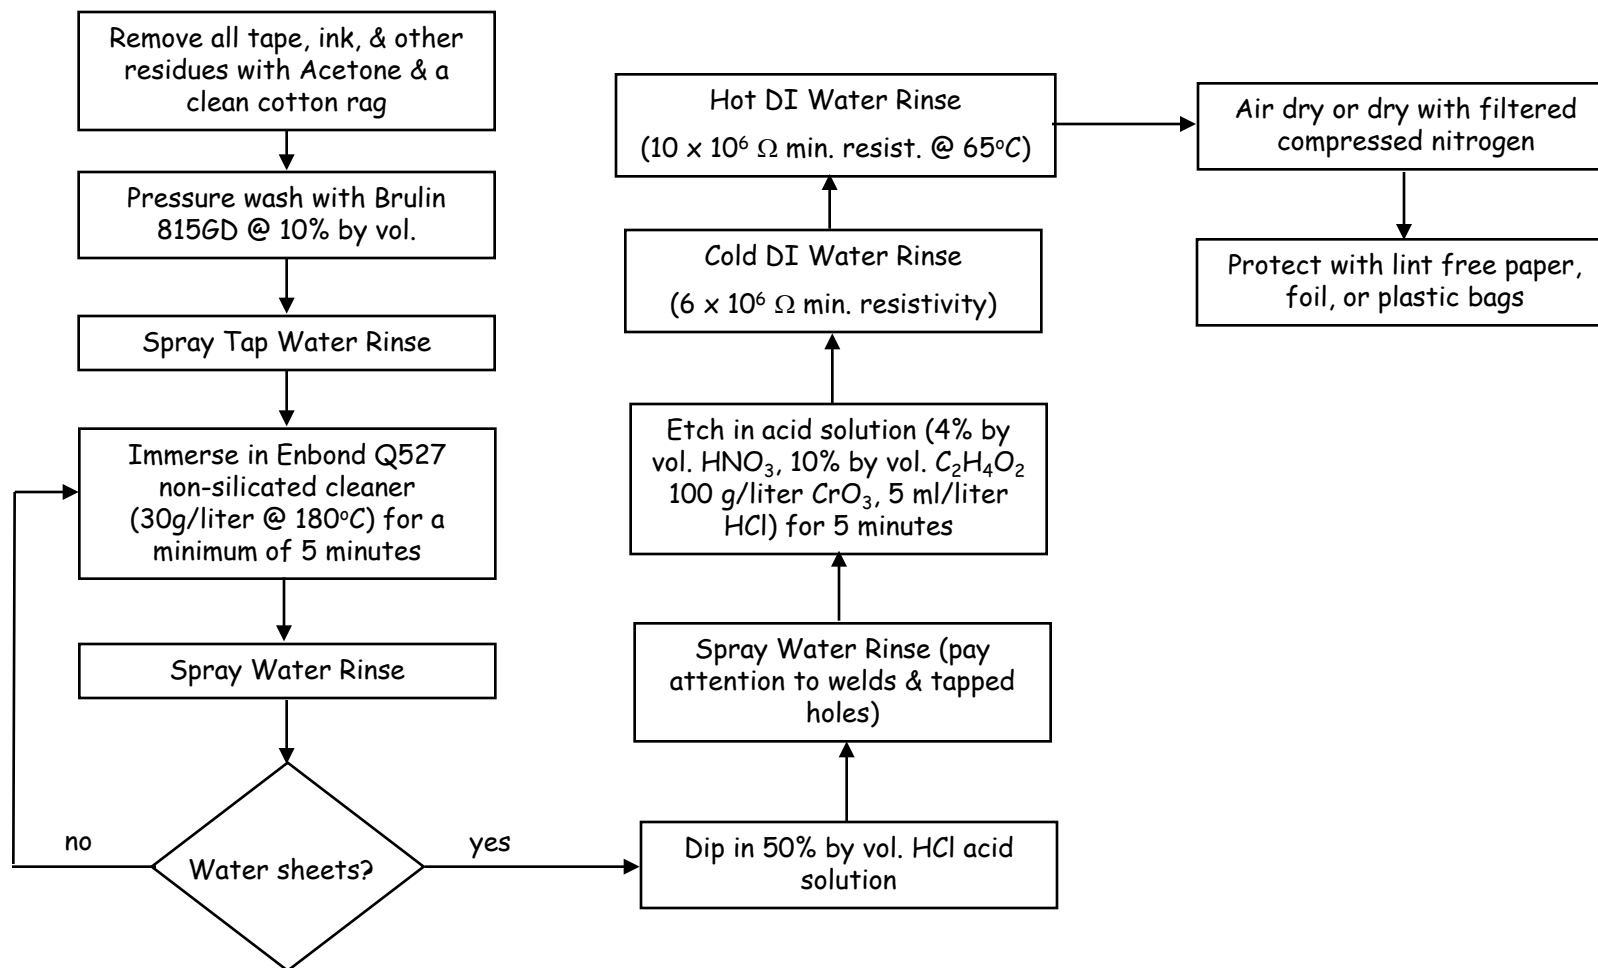 Remove all tape, ink, & other
residues with Acetone & a
clean cotton rag
Pressure wash with Brulin
815GD @ 10% by vol.
Spray Tap Water Rinse
Immerse in Enbond Q527
non-silicated cleaner
(30g/liter @ 180°C) for a
minimum of 5 minutes
Spray Water Rinse
Water sheets?
no
yes
Dip in 50% by vol. HCl acid
solution
Spray Water Rinse (pay
attention to welds & tapped
holes)
Etch in acid solution (4% by
vol. HNO₃, 10% by vol. C₂H₄O₂
100 g/liter CrO₃, 5 ml/liter
HCl) for 5 minutes
Cold DI Water Rinse
(6 x 10⁶ Ω min. resistivity)
Hot DI Water Rinse
(10 x 10⁶ Ω min. resist. @ 65°C)
Air dry or dry with filtered
compressed nitrogen
Protect with lint free paper,
foil, or plastic bags